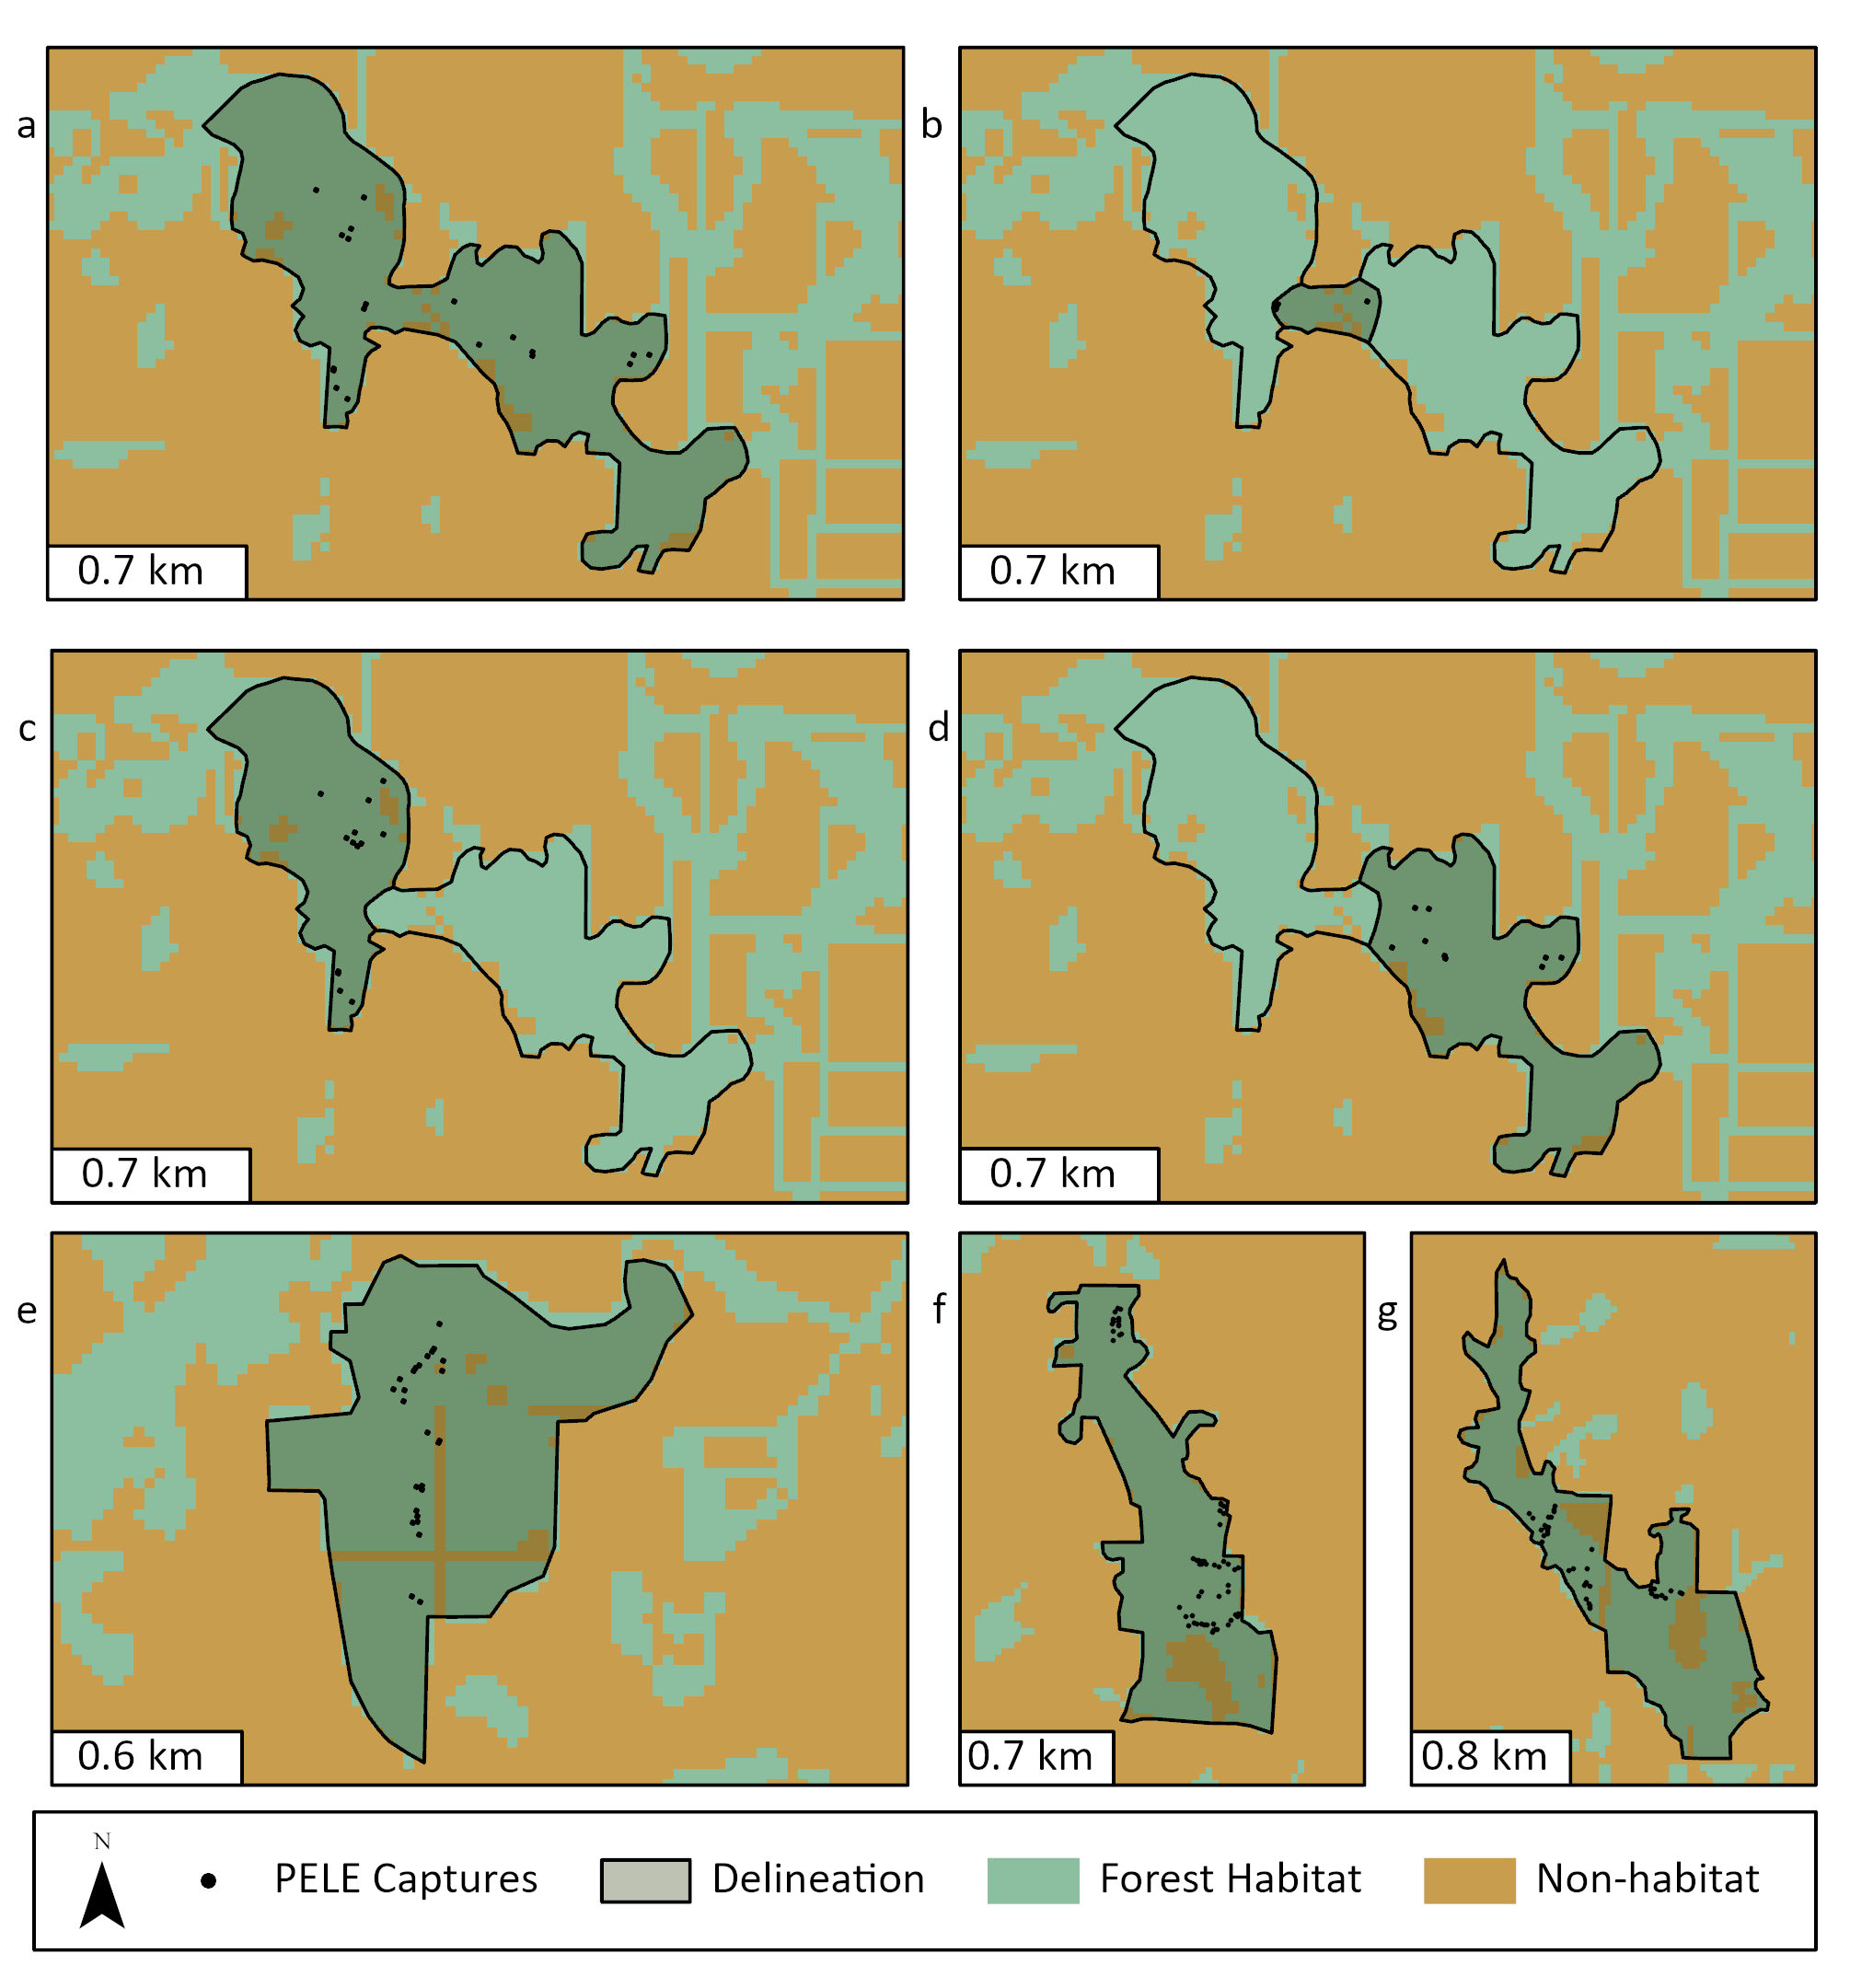 a
b
0.7 km
0.7 km
c
d
0.7 km
0.7 km
e
f
g
0.6 km
0.7 km
0.8 km
N
PELE Captures
Delineation
Forest Habitat
Non-habitat